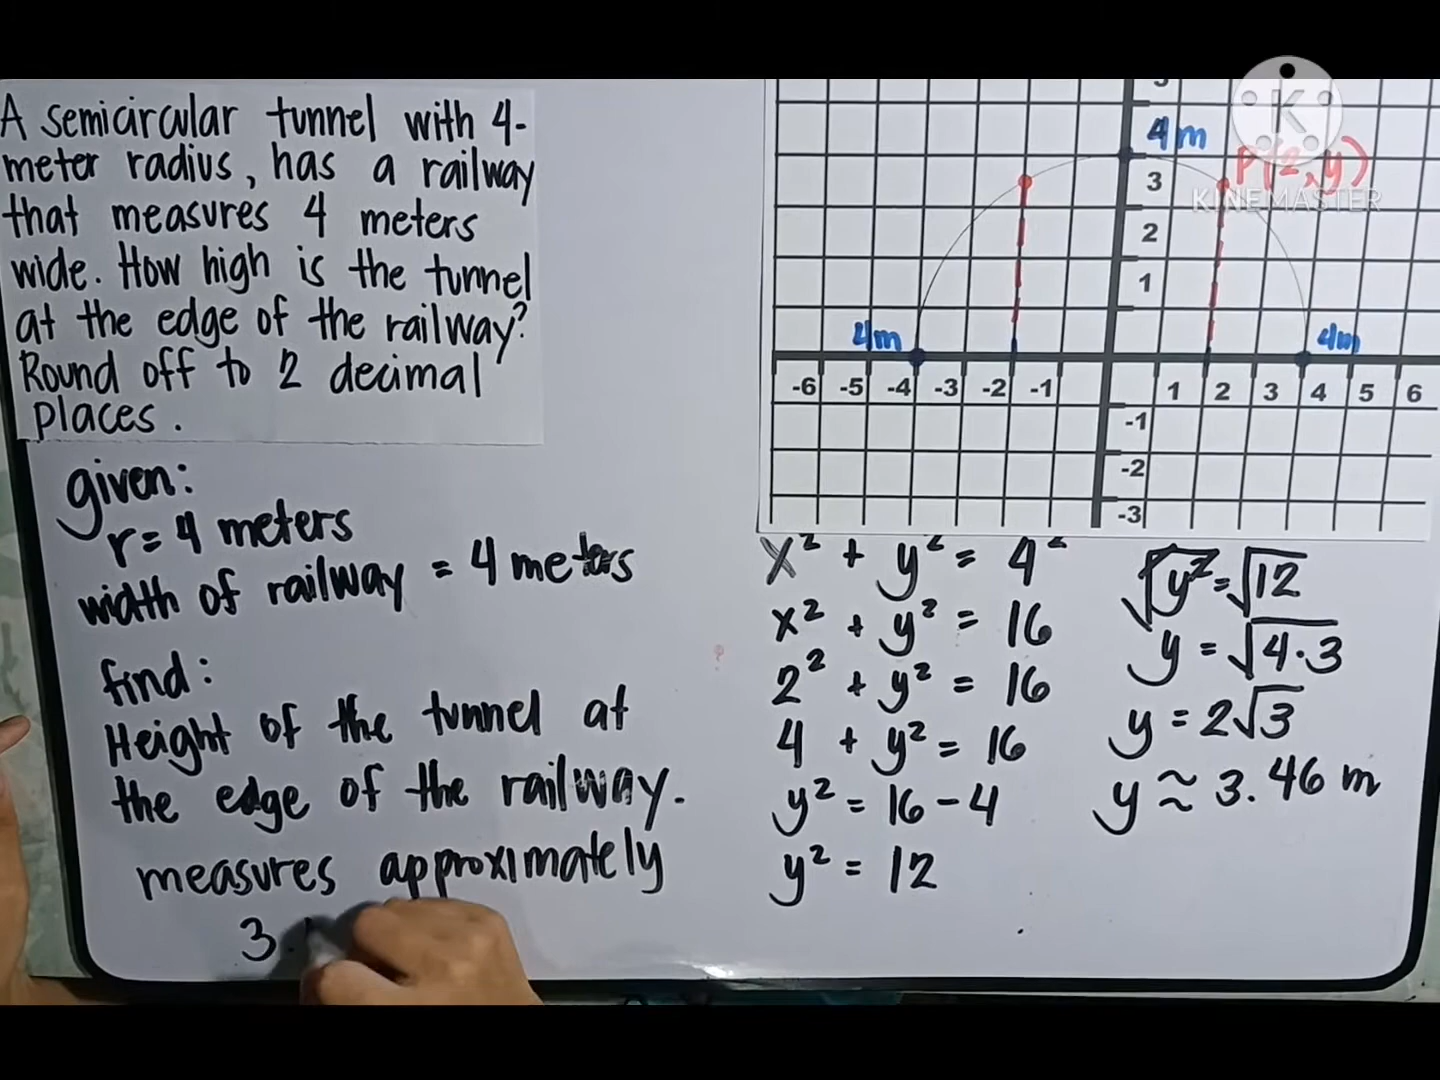 A semicircular tunnel with 4-
meter radius, has a railway
that measures 4 meters
wide. How high is the tunnel
at the edge of the railway?
Round off to 2 decimal
places.
given:
r = 4 meters
width of railway = 4 meters
find:
Height of the tunnel at
the edge of the railway.
measures approximately
3.
5
4m
P(2,y)
K
KINEMASTER
3
2
1
4m
4m
-6 -5 -4 -3 -2 -1 1 2 3 4 5 6
-1
-2
-3
x² + y² = 4²
x² + y² = 16
2² + y² = 16
4 + y² = 16
y² = 16 - 4
y² = 12
√y² = √12
y = √4·3
y = 2√3
y ≈ 3.46 m
?